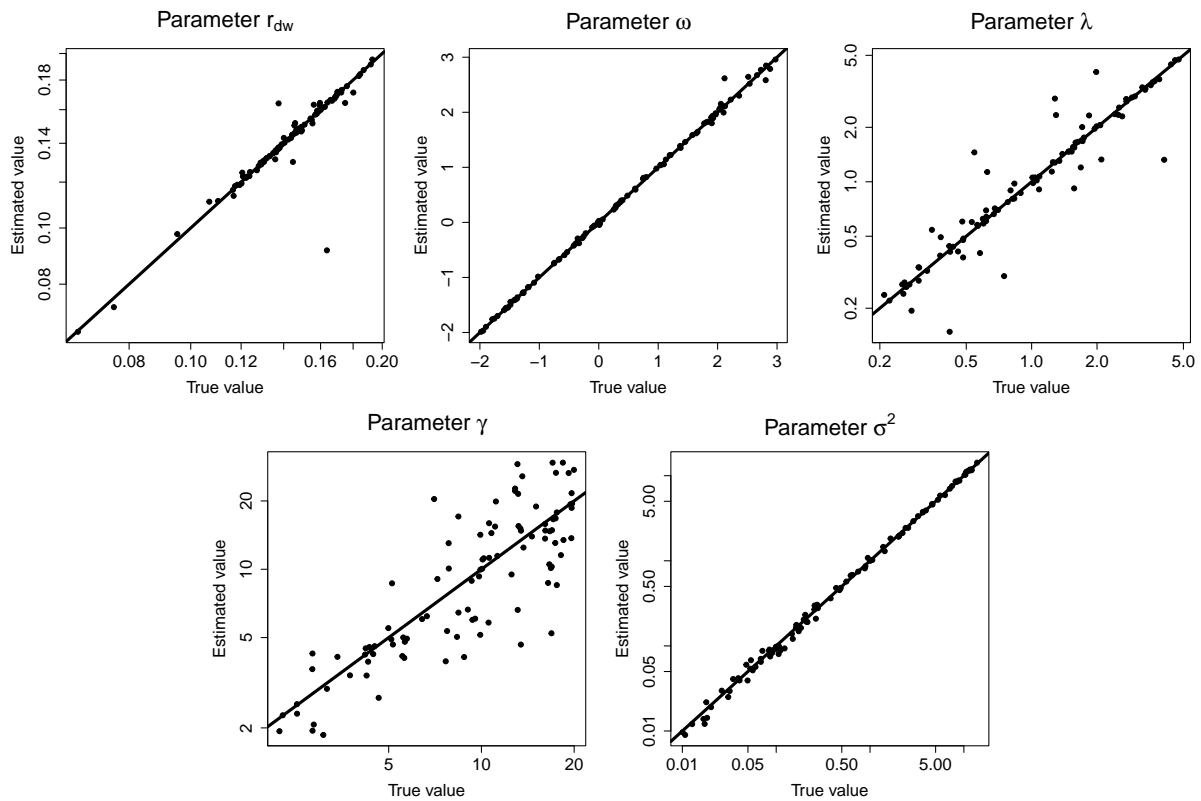 Parameter r_dw
Estimated value
0.08 0.10 0.14 0.18
0.08 0.10 0.12 0.14 0.16 0.20
True value
Parameter ω
Estimated value
−2 −1 0 1 2 3
−2 −1 0 1 2 3
True value
Parameter λ
Estimated value
0.2 0.5 1.0 2.0 5.0
0.2 0.5 1.0 2.0 5.0
True value
Parameter γ
Estimated value
2 5 10 20
5 10 20
True value
Parameter σ²
Estimated value
0.01 0.05 0.50 5.00
0.01 0.05 0.50 5.00
True value